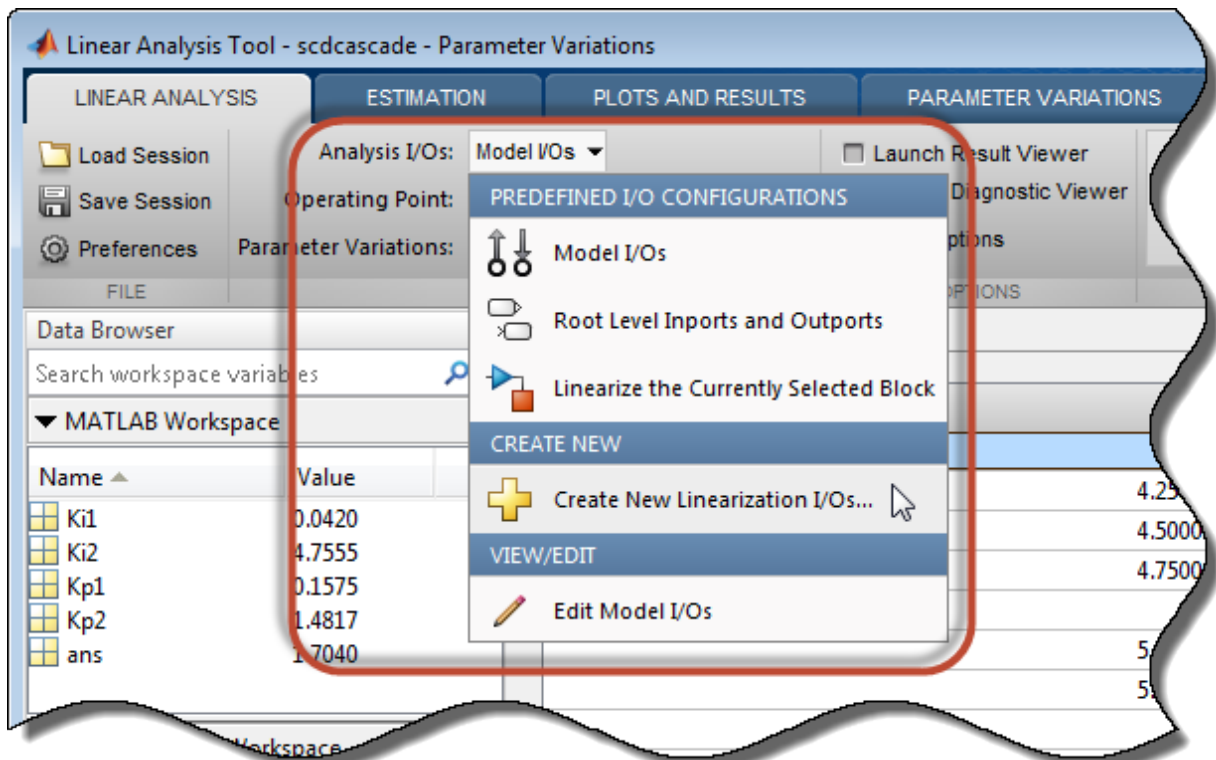 Linear Analysis Tool - scdcascade - Parameter Variations
LINEAR ANALYSIS ESTIMATION PLOTS AND RESULTS PARAMETER VARIATIONS
Load Session Analysis I/Os: Model I/Os Launch Result Viewer
Save Session Operating Point: PREDEFINED I/O CONFIGURATIONS Diagnostic Viewer
Preferences Parameter Variations: Model I/Os ptions
FILE
Data Browser Root Level Inports and Outports
Search workspace variables Linearize the Currently Selected Block
MATLAB Workspace CREATE NEW
Name Value
Create New Linearization I/Os... 4.25
Ki1 0.0420 4.5000
Ki2 4.7555 VIEW/EDIT 4.7500
Kp1 0.1575 Edit Model I/Os
Kp2 1.4817
ans 1.7040 5.
Workspace